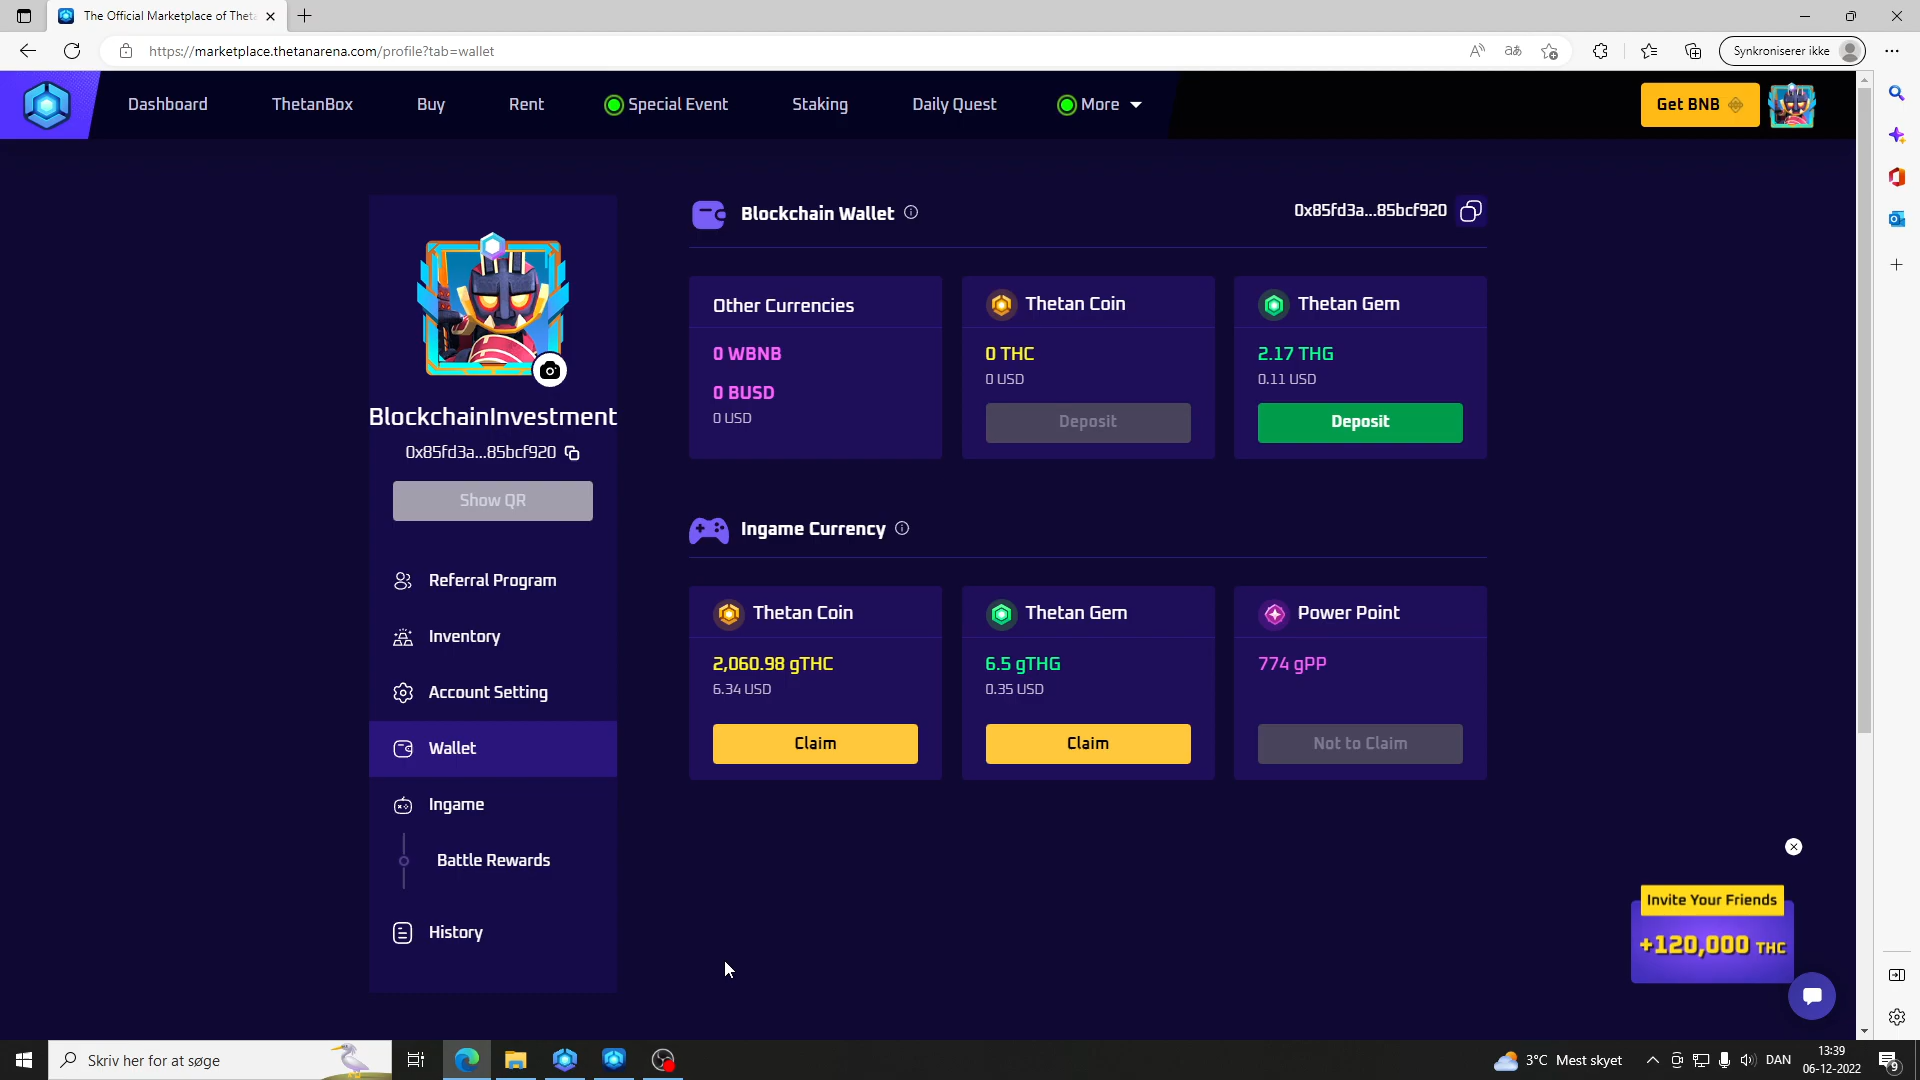 The Official Marketplace of Theta
https://marketplace.thetanarena.com/profile?tab=wallet
Synkroniserer ikke
Dashboard
ThetanBox
Buy
Rent
Special Event
Staking
Daily Quest
More
Get BNB
BlockchainInvestment
0x85fd3a...85bcf920
Show QR
Referral Program
Inventory
Account Setting
Wallet
Ingame
Battle Rewards
History
Blockchain Wallet
0x85fd3a...85bcf920
Other Currencies
0 WBNB
0 BUSD
0 USD
Thetan Coin
0 THC
0 USD
Deposit
Thetan Gem
2.17 THG
0.11 USD
Deposit
Ingame Currency
Thetan Coin
2,060.98 gTHC
6.34 USD
Claim
Thetan Gem
6.5 gTHG
0.35 USD
Claim
Power Point
774 gPP
Not to Claim
Invite Your Friends
+120,000 THC
Skriv her for at søge
3°C Mest skyet
DAN
13:39
06-12-2022
9